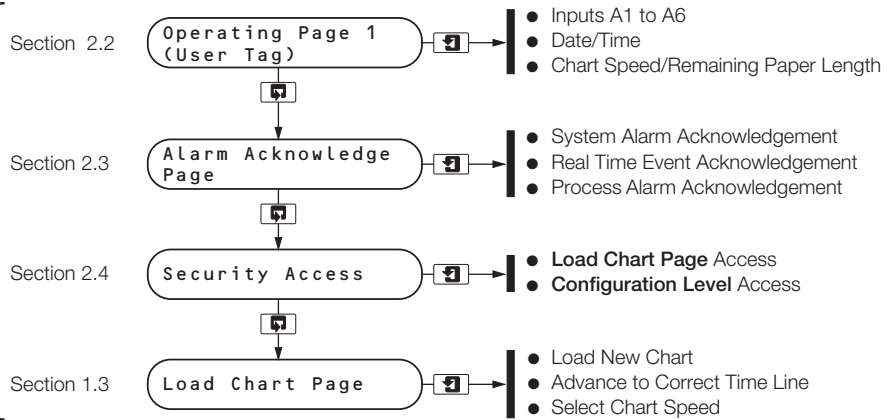 Section 2.2
Operating Page 1
(User Tag)
● Inputs A1 to A6
● Date/Time
● Chart Speed/Remaining Paper Length
Section 2.3
Alarm Acknowledge
Page
● System Alarm Acknowledgement
● Real Time Event Acknowledgement
● Process Alarm Acknowledgement
Section 2.4
Security Access
● Load Chart Page Access
● Configuration Level Access
Section 1.3
Load Chart Page
● Load New Chart
● Advance to Correct Time Line
● Select Chart Speed